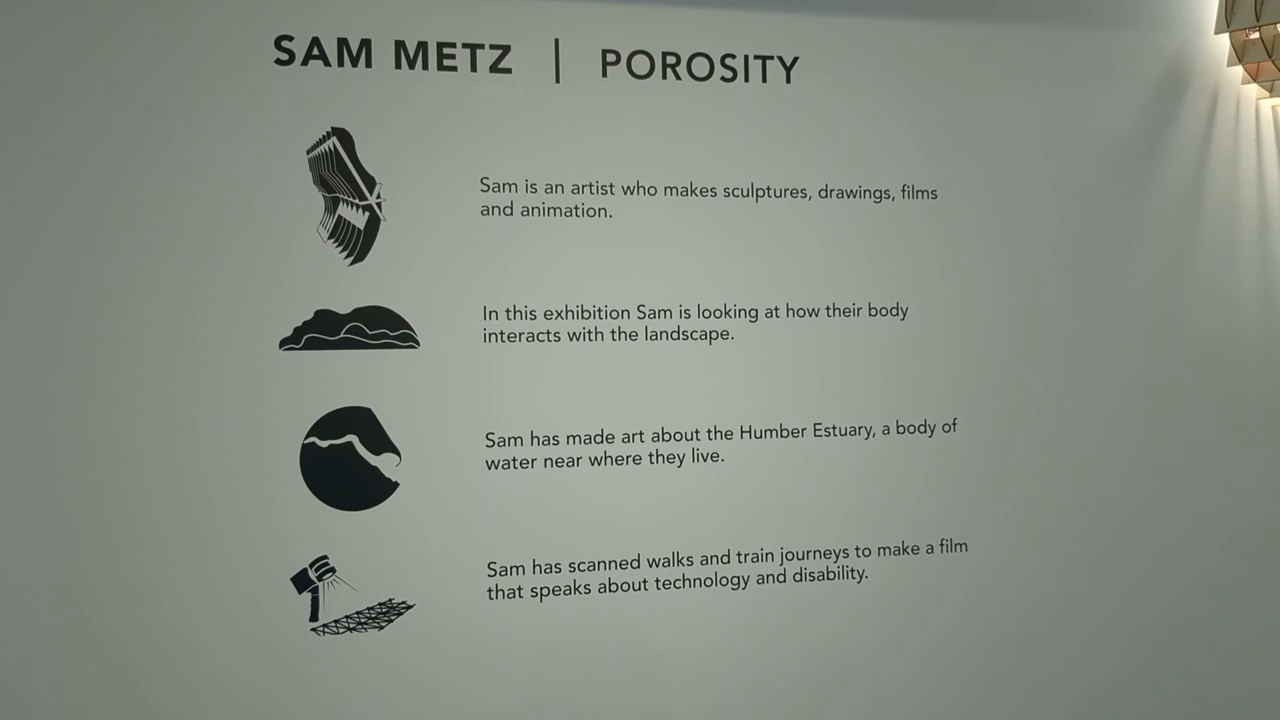 SAM METZ | POROSITY
Sam is an artist who makes sculptures, drawings, films
and animation.
In this exhibition Sam is looking at how their body
interacts with the landscape.
Sam has made art about the Humber Estuary, a body of
water near where they live.
Sam has scanned walks and train journeys to make a film
that speaks about technology and disability.